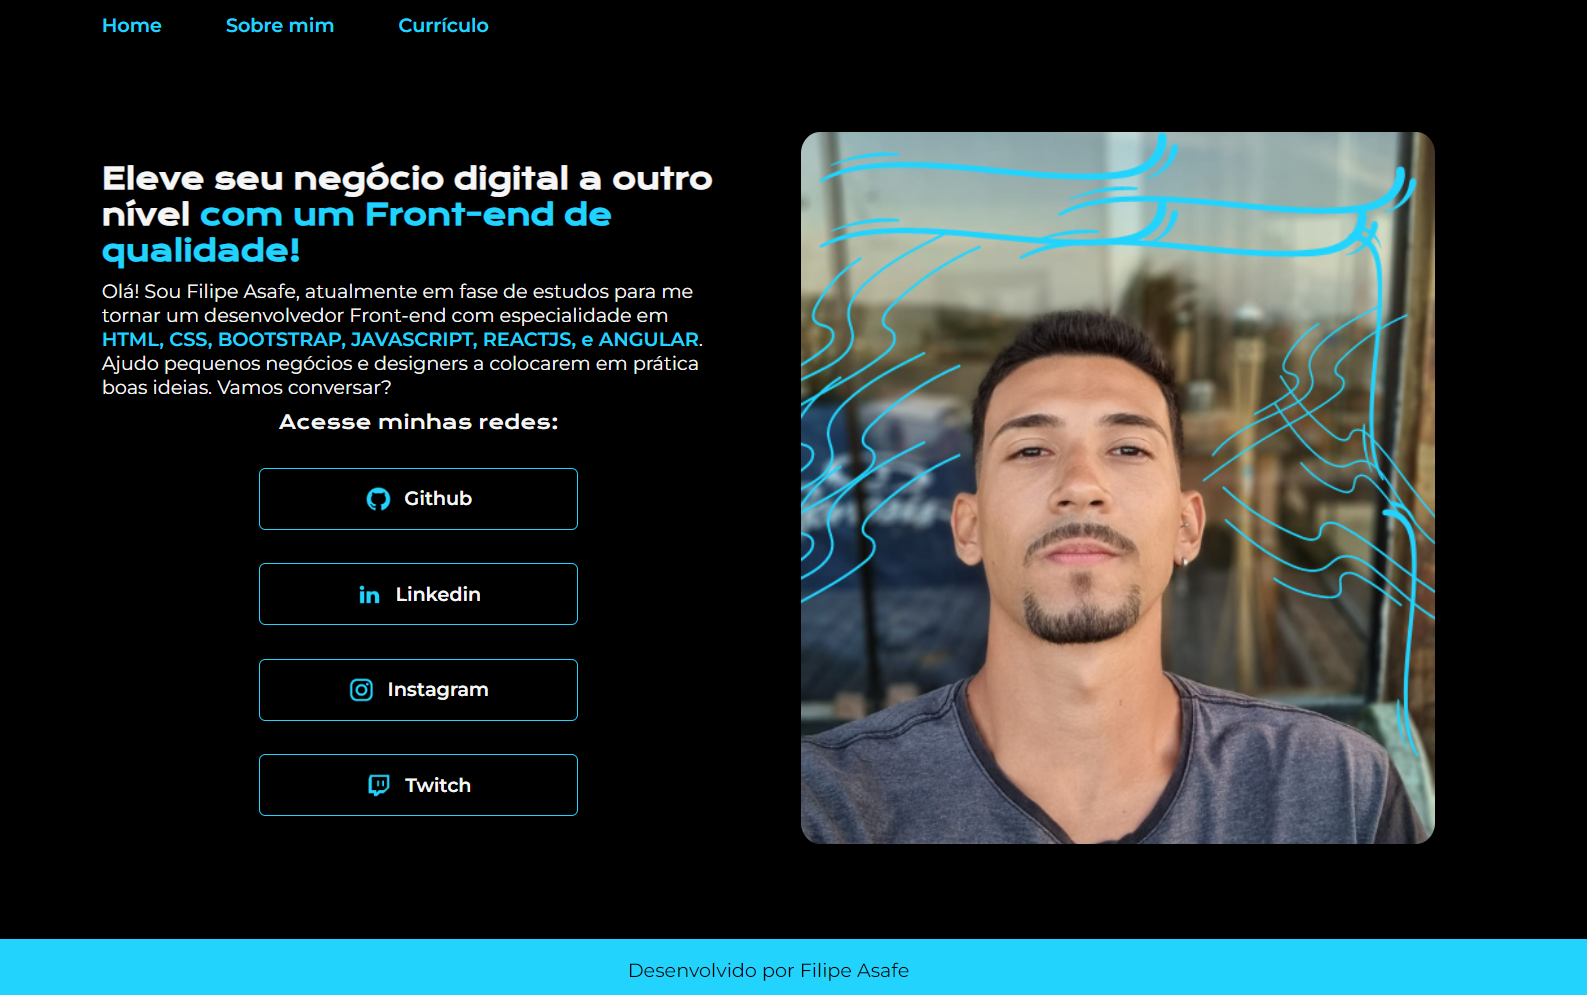 Home Sobre mim Currículo
Eleve seu negócio digital a outro
nível com um Front-end de
qualidade!
Olá! Sou Filipe Asafe, atualmente em fase de estudos para me
tornar um desenvolvedor Front-end com especialidade em
HTML, CSS, BOOTSTRAP, JAVASCRIPT, REACTJS, e ANGULAR.
Ajudo pequenos negócios e designers a colocarem em prática
boas ideias. Vamos conversar?
Acesse minhas redes:
Github
Linkedin
Instagram
Twitch
Desenvolvido por Filipe Asafe